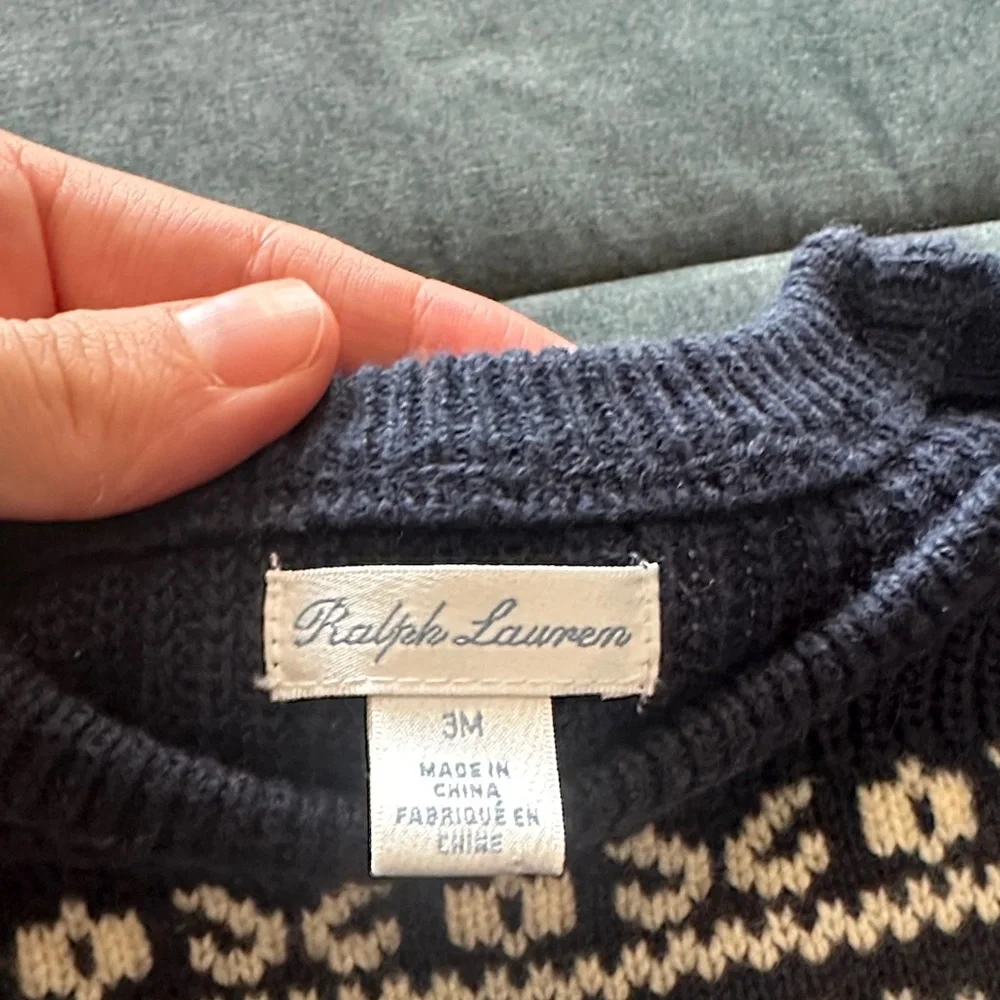 Ralph Lauren
3M
MADE IN
CHINA
FABRIQUÉ EN
CHINE